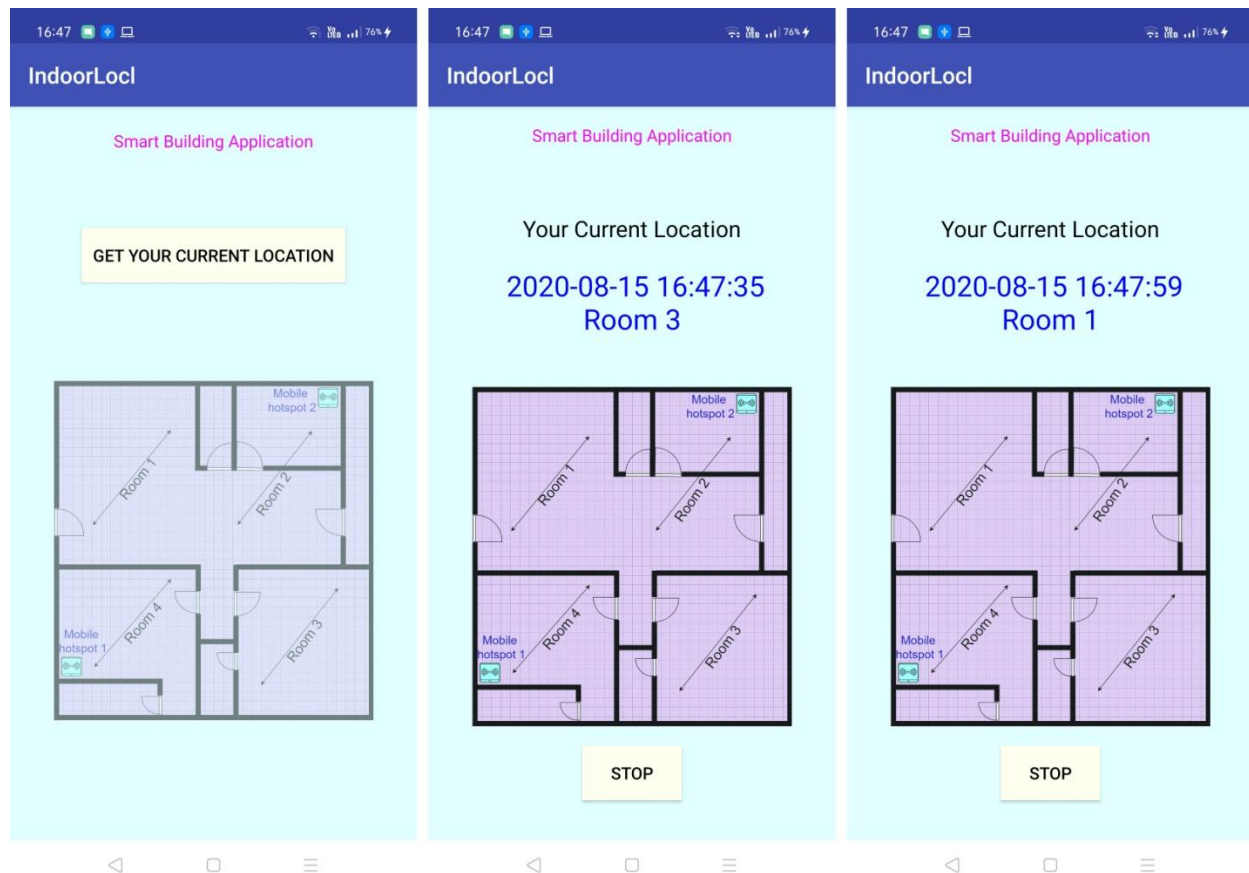 16:47
76%
IndoorLocl
Smart Building Application
GET YOUR CURRENT LOCATION
Mobile
hotspot 2
Room 1
Room 2
Room 4
Mobile
hotspot 1
Room 3
16:47
76%
IndoorLocl
Smart Building Application
Your Current Location
2020-08-15 16:47:35
Room 3
Mobile
hotspot 2
Room 1
Room 2
Room 4
Mobile
hotspot 1
Room 3
STOP
16:47
76%
IndoorLocl
Smart Building Application
Your Current Location
2020-08-15 16:47:59
Room 1
Mobile
hotspot 2
Room 1
Room 2
Room 4
Mobile
hotspot 1
Room 3
STOP